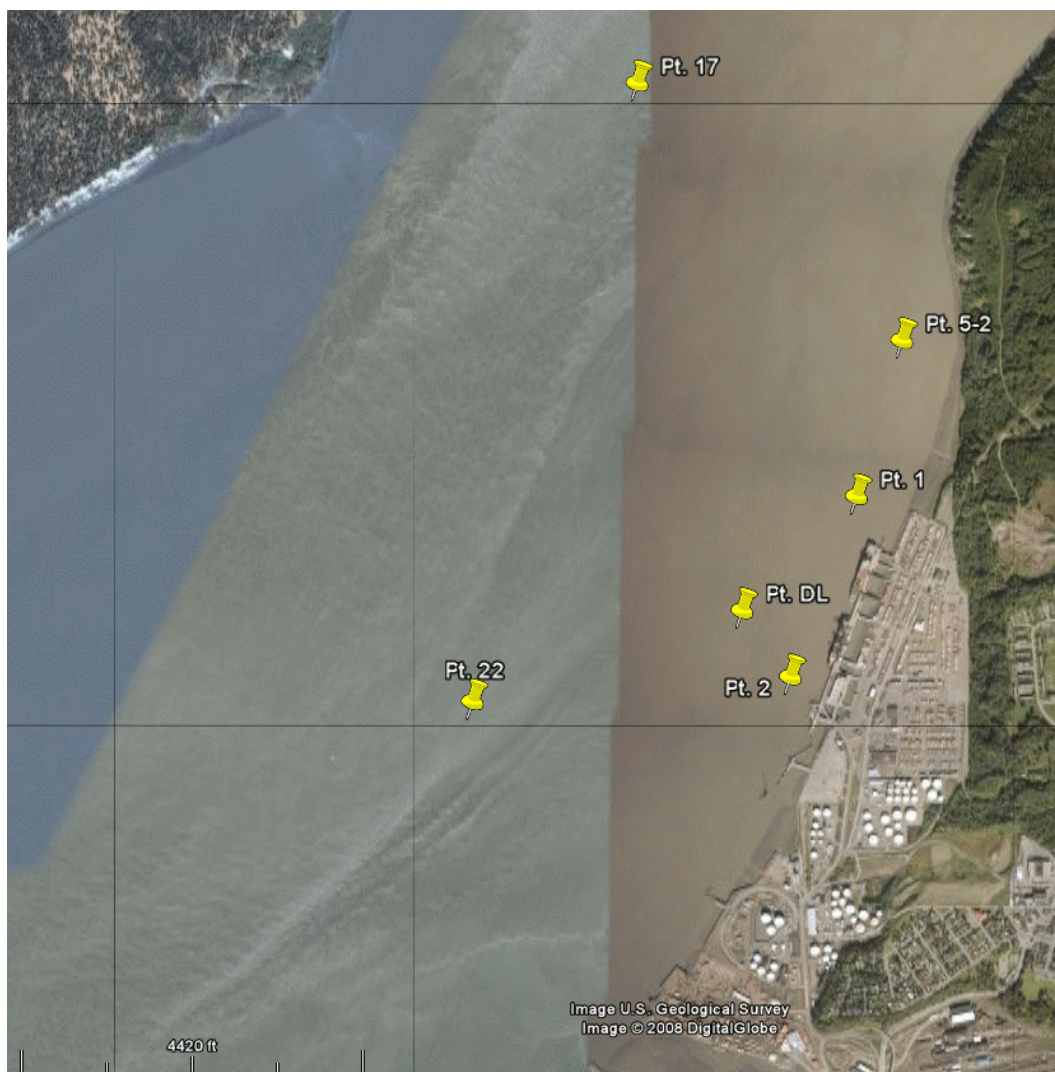 Pt. 17
Pt. 5-2
Pt. 1
Pt. DL
Pt. 22
Pt. 2
Image U.S. Geological Survey
Image © 2008 DigitalGlobe
4420 ft